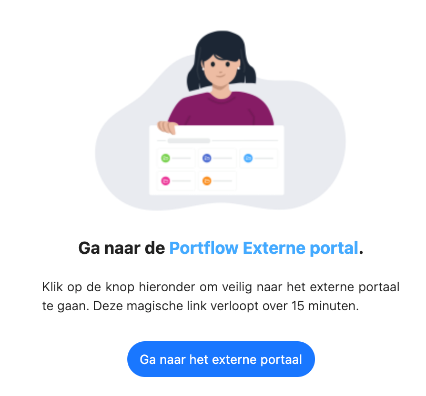 Ga naar de Portflow Externe portal.
Klik op de knop hieronder om veilig naar het externe portaal
te gaan. Deze magische link verloopt over 15 minuten.
Ga naar het externe portaal